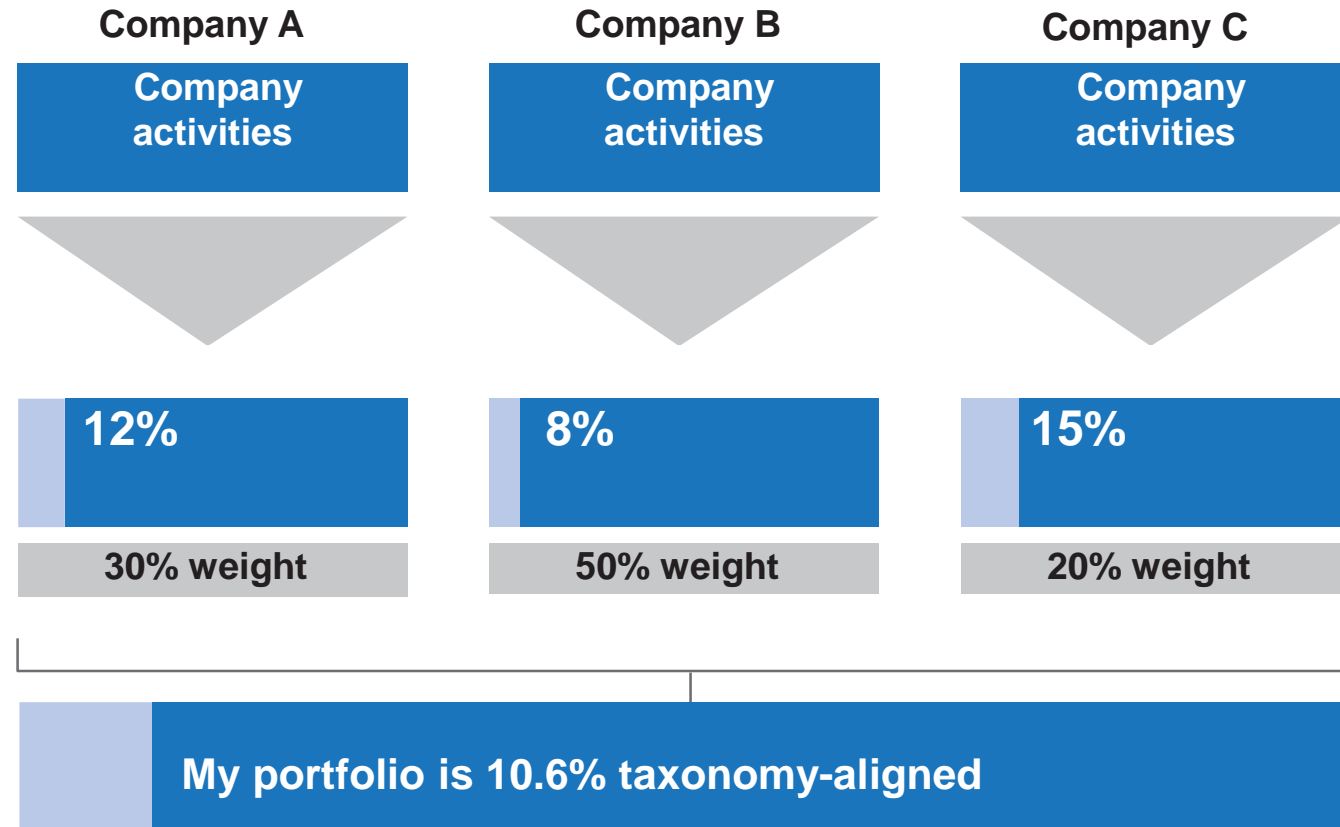 Company A
Company B
Company C
Company
activities
Company
activities
Company
activities
12%
8%
15%
30% weight
50% weight
20% weight
My portfolio is 10.6% taxonomy-aligned